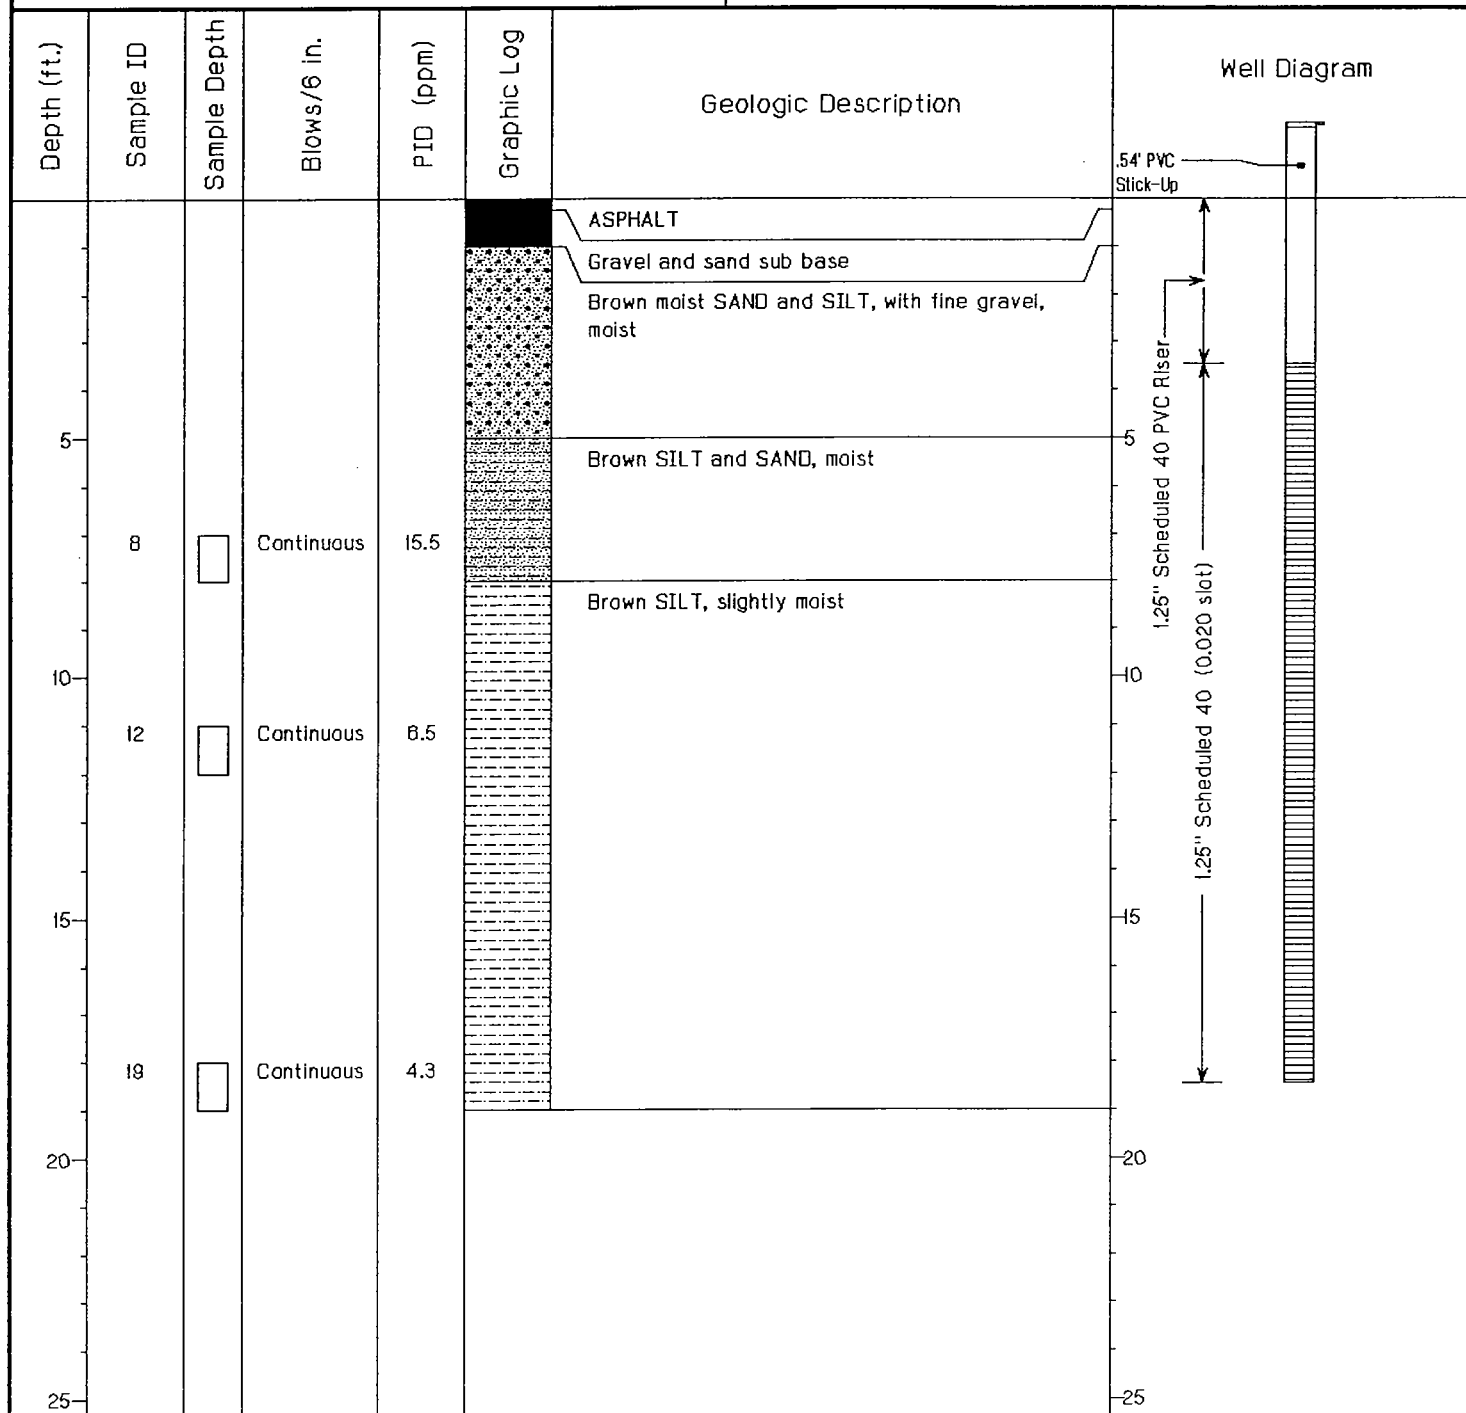 Depth (ft.)
Sample ID
Sample Depth
Blows/6 in.
PID (ppm)
Graphic Log
Geologic Description
Well Diagram
.54' PVC
Stick-Up
ASPHALT
Gravel and sand sub base
Brown moist SAND and SILT, with fine gravel,
moist
1.25" Scheduled 40 PVC Riser
5
5
Brown SILT and SAND, moist
8
Continuous
15.5
Brown SILT, slightly moist
1.25" Scheduled 40 (0.020 slot)
10
10
12
Continuous
6.5
15
15
19
Continuous
4.3
20
20
25
25